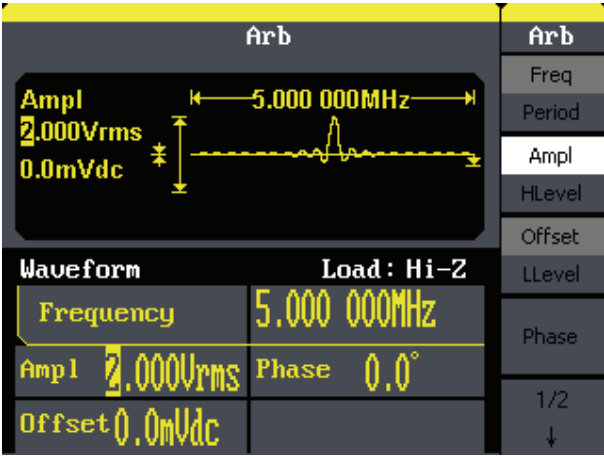 Arb
Ampl
5.000 000MHz
2.000Vrms
0.0mVdc
Waveform Load: Hi-Z
Frequency 5.000 000MHz
Ampl 2.000Vrms Phase 0.0°
Offset 0.0mVdc
Arb
Freq
Period
Ampl
HLevel
Offset
LLevel
Phase
1/2
↓